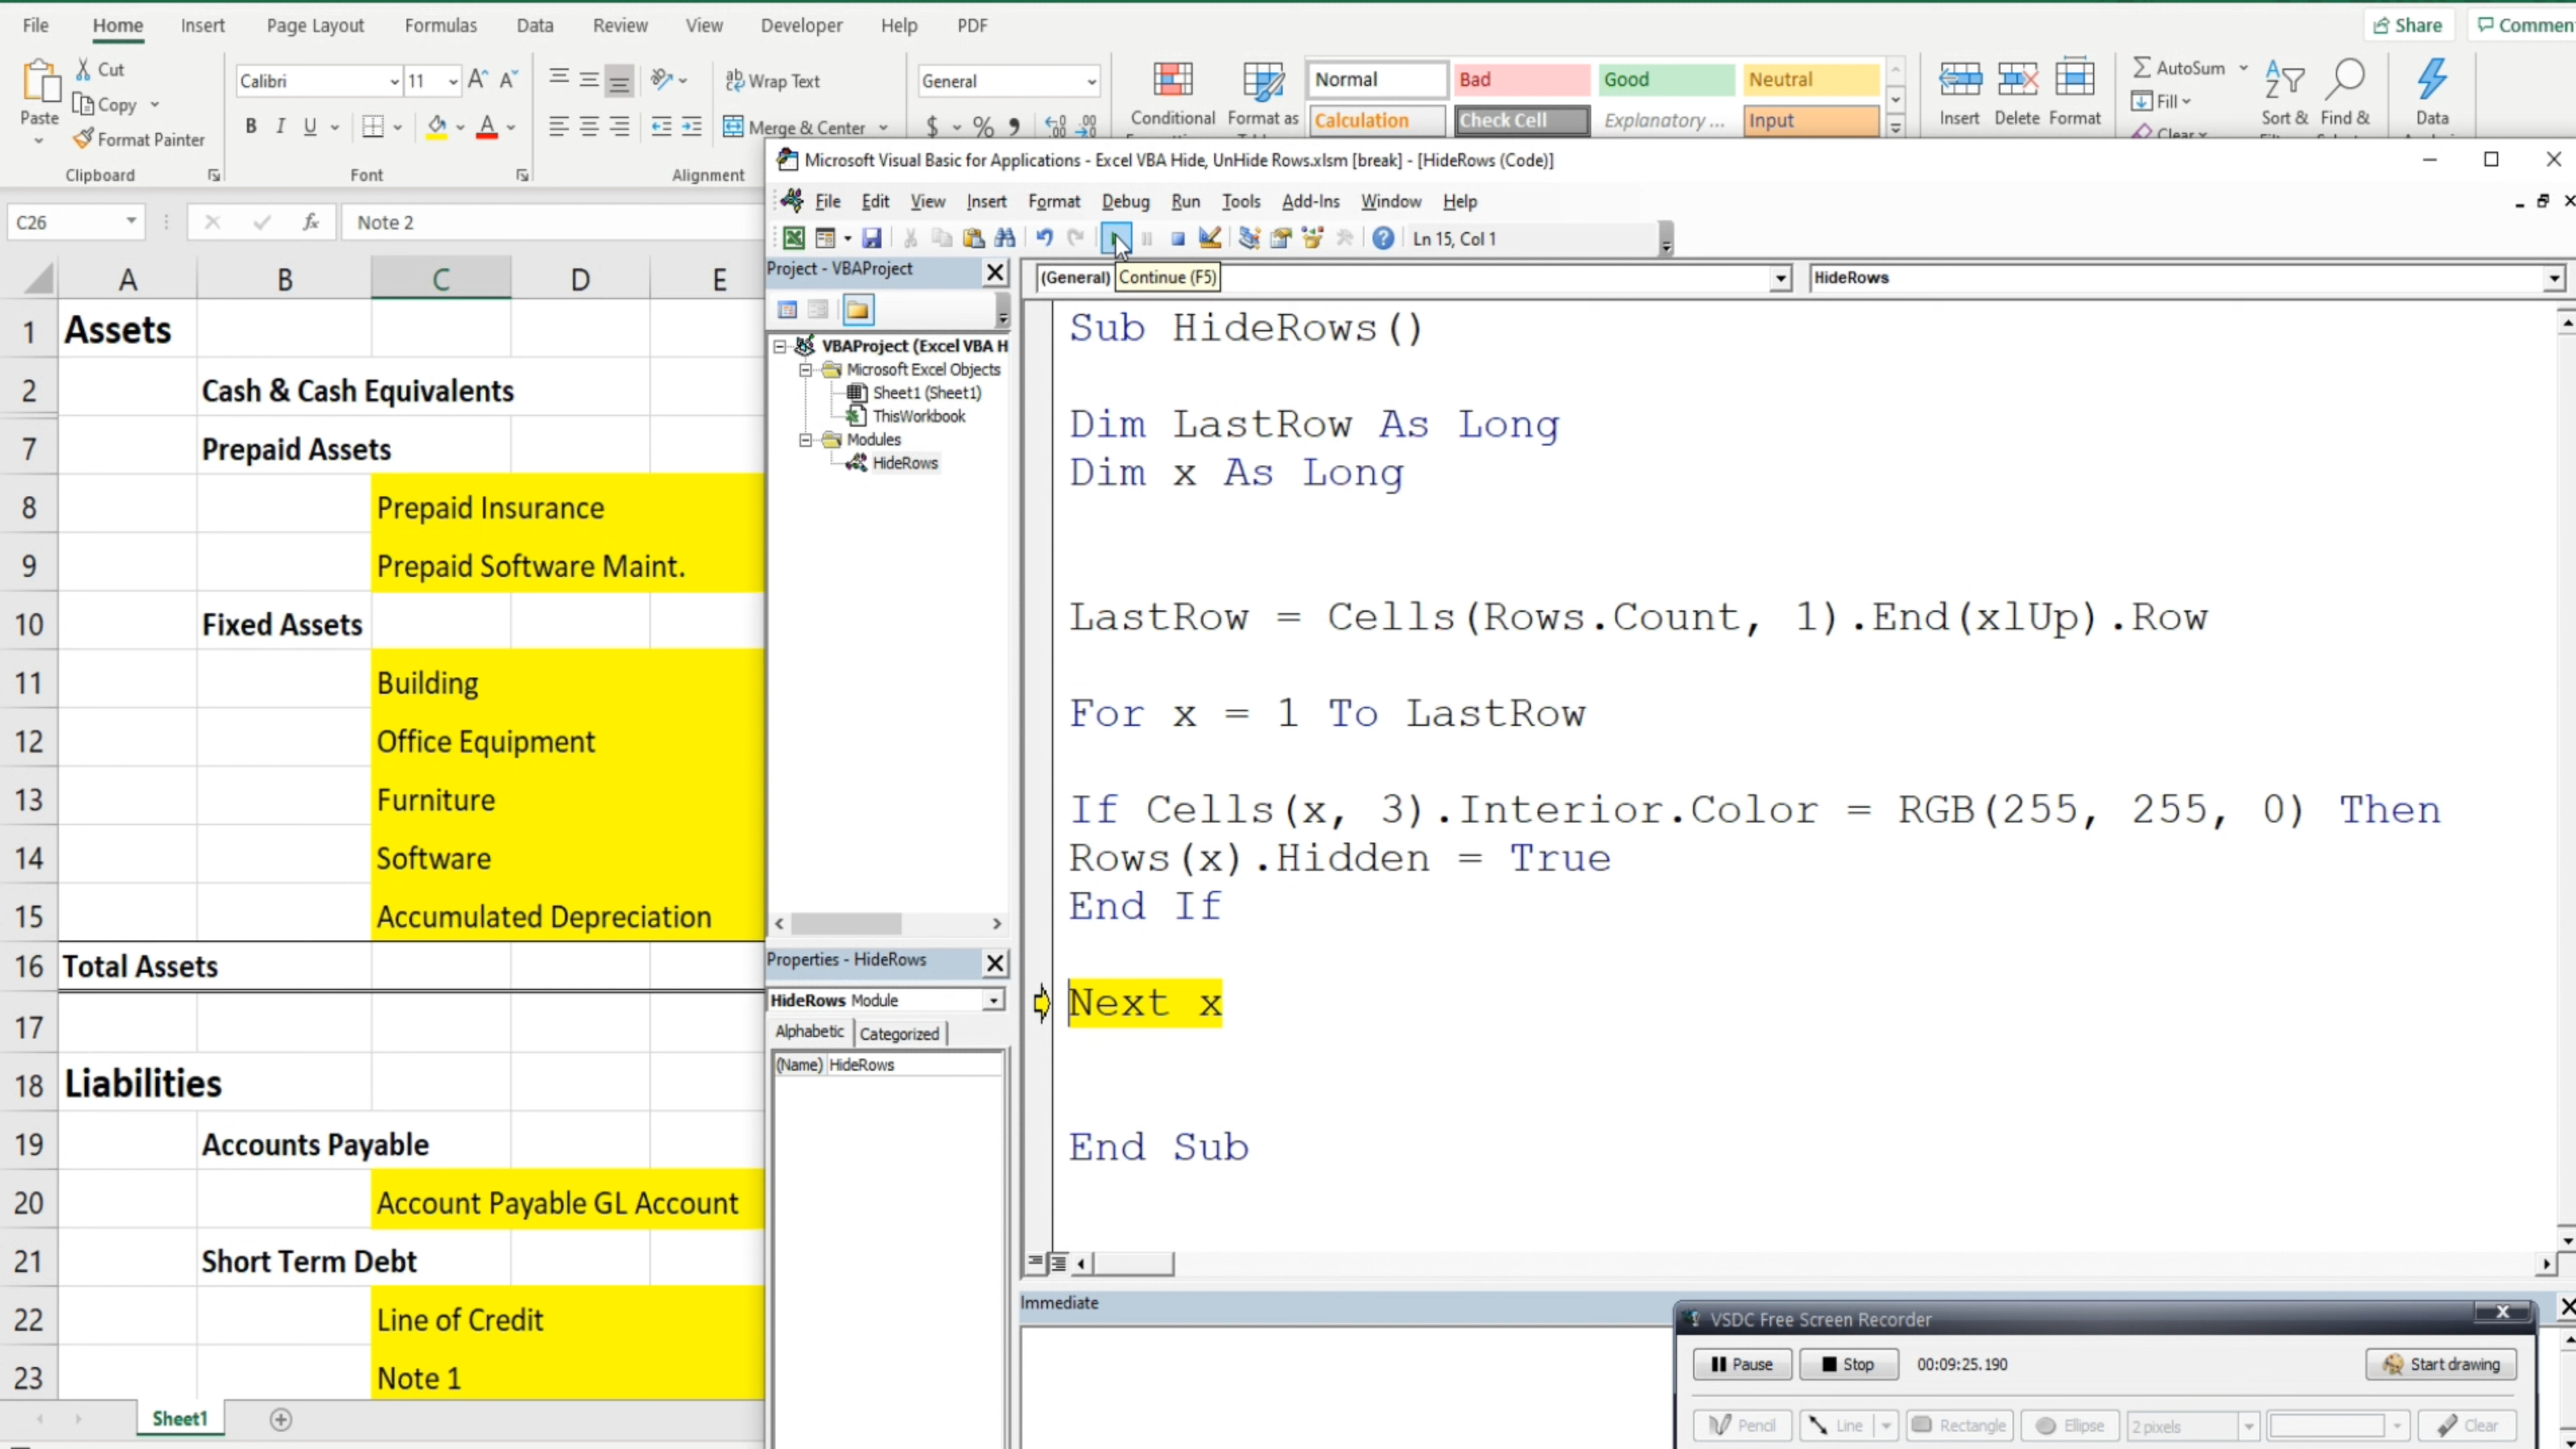 File Home Insert Page Layout Formulas Data Review View Developer Help PDF Share
Cut
Copy
Format Painter
Paste
Clipboard
Calibri 11 A A
B I U A
Font
ab Wrap Text
Merge & Center
Alignment
General
$ % 9
Conditional
Format as
Normal Bad Good Neutral
Calculation Check Cell Explanatory ... Input
Insert Delete Format
AutoSum
Fill
Clear
Sort & Find &
Data
C26 fx Note 2
A B C D E
1 Assets
2 Cash & Cash Equivalents
7 Prepaid Assets
8 Prepaid Insurance
9 Prepaid Software Maint.
10 Fixed Assets
11 Building
12 Office Equipment
13 Furniture
14 Software
15 Accumulated Depreciation
16 Total Assets
17
18 Liabilities
19 Accounts Payable
20 Account Payable GL Account
21 Short Term Debt
22 Line of Credit
23 Note 1
Sheet1
Microsoft Visual Basic for Applications - Excel VBA Hide, UnHide Rows.xlsm [break] - [HideRows (Code)]
File Edit View Insert Format Debug Run Tools Add-Ins Window Help
Ln 15, Col 1
Project - VBAProject
VBAProject (Excel VBA H
Microsoft Excel Objects
Sheet1 (Sheet1)
ThisWorkbook
Modules
HideRows
Properties - HideRows
HideRows Module
Alphabetic Categorized
(Name) HideRows
(General) Continue (F5) HideRows
Sub HideRows()
Dim LastRow As Long
Dim x As Long
LastRow = Cells(Rows.Count, 1).End(xlUp).Row
For x = 1 To LastRow
If Cells(x, 3).Interior.Color = RGB(255, 255, 0) Then
Rows(x).Hidden = True
End If
Next x
End Sub
Immediate
VSDC Free Screen Recorder
Pause Stop 00:09:25.190 Start drawing
Pencil Line Rectangle Ellipse 2 pixels Clear